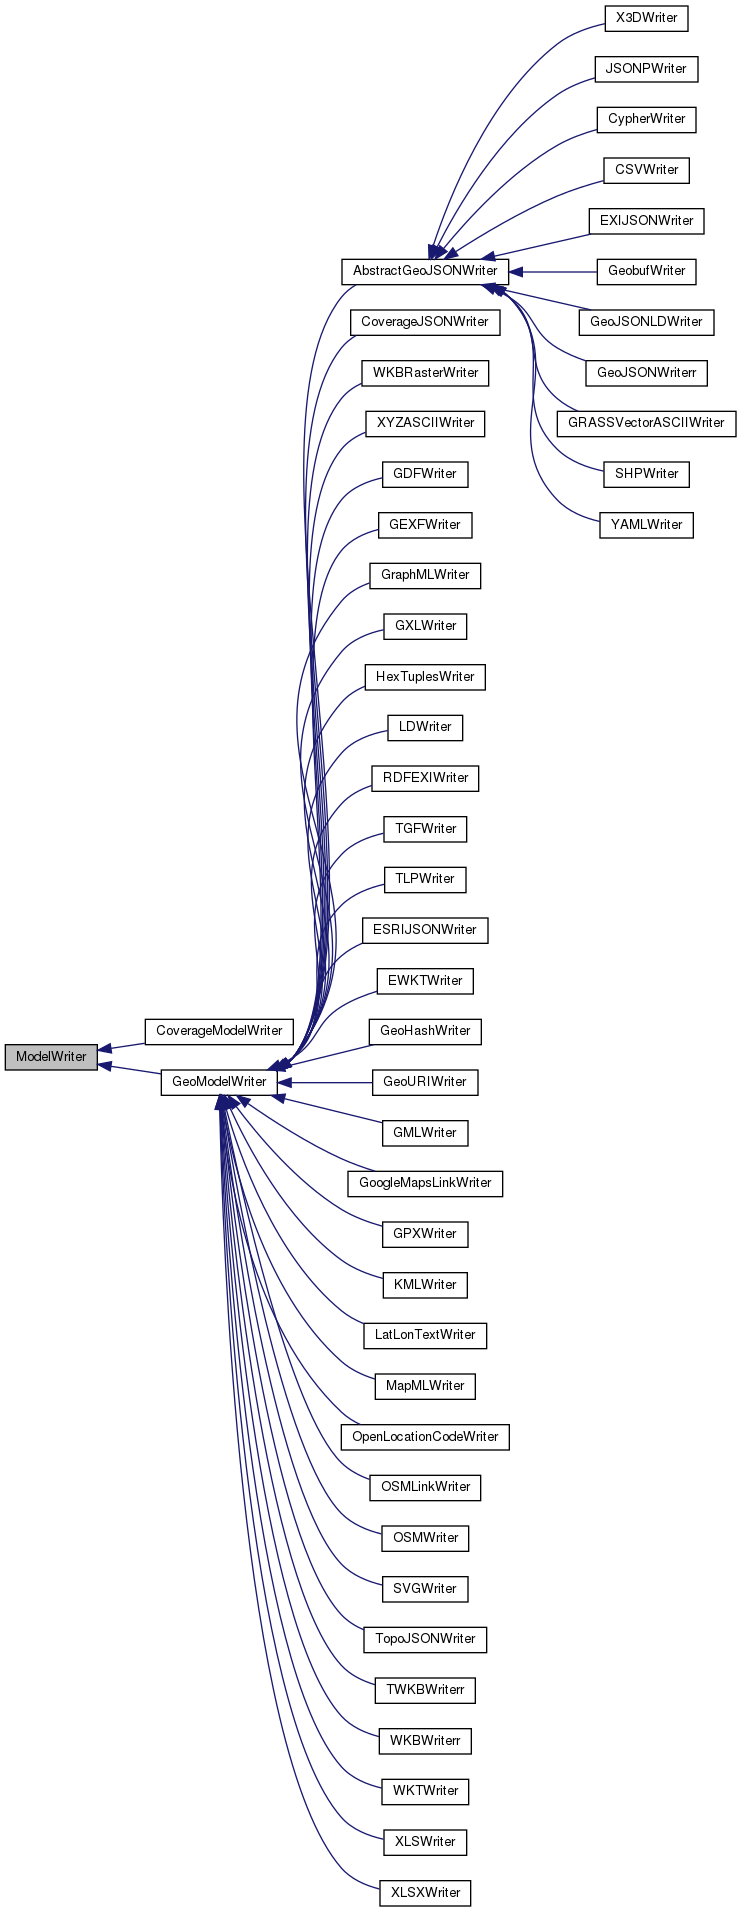 X3DWriter
JSONPWriter
CypherWriter
CSVWriter
EXIJSONWriter
AbstractGeoJSONWriter
GeobufWriter
GeoJSONLDWriter
CoverageJSONWriter
GeoJSONWriterr
WKBRasterWriter
GRASSVectorASCIIWriter
XYZASCIIWriter
SHPWriter
GDFWriter
YAMLWriter
GEXFWriter
GraphMLWriter
GXLWriter
HexTuplesWriter
LDWriter
RDFEXIWriter
TGFWriter
TLPWriter
ESRIJSONWriter
EWKTWriter
CoverageModelWriter
GeoHashWriter
ModelWriter
GeoModelWriter
GeoURIWriter
GMLWriter
GoogleMapsLinkWriter
GPXWriter
KMLWriter
LatLonTextWriter
MapMLWriter
OpenLocationCodeWriter
OSMLinkWriter
OSMWriter
SVGWriter
TopoJSONWriter
TWKBWriterr
WKBWriterr
WKTWriter
XLSWriter
XLSXWriter